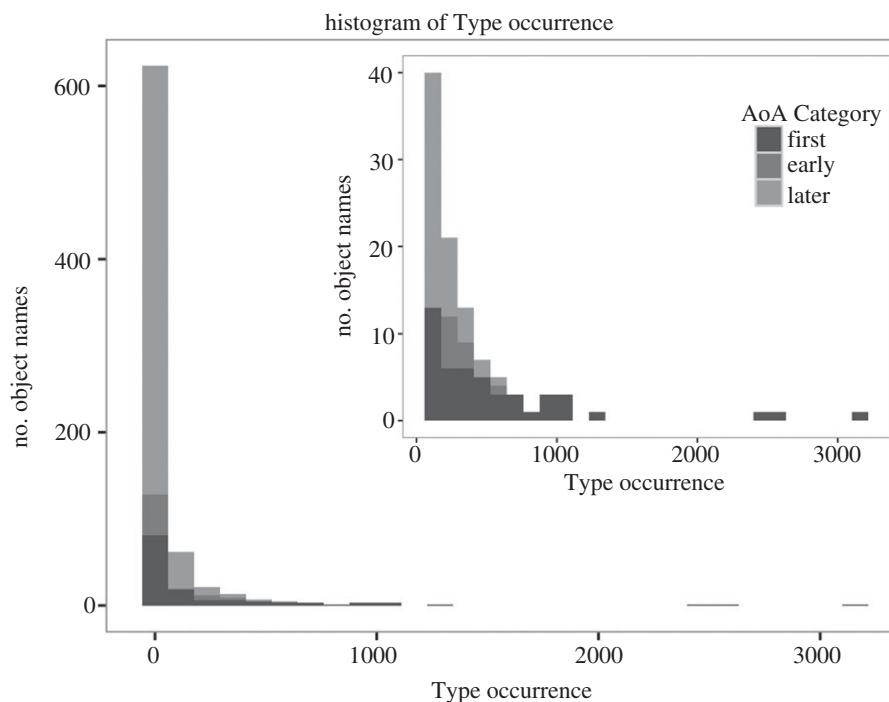 histogram of Type occurrence
no. object names
600
400
200
0
0 1000 2000 3000
Type occurrence
no. object names
40
30
20
10
0
0 1000 2000 3000
Type occurrence
AoA Category
first
early
later